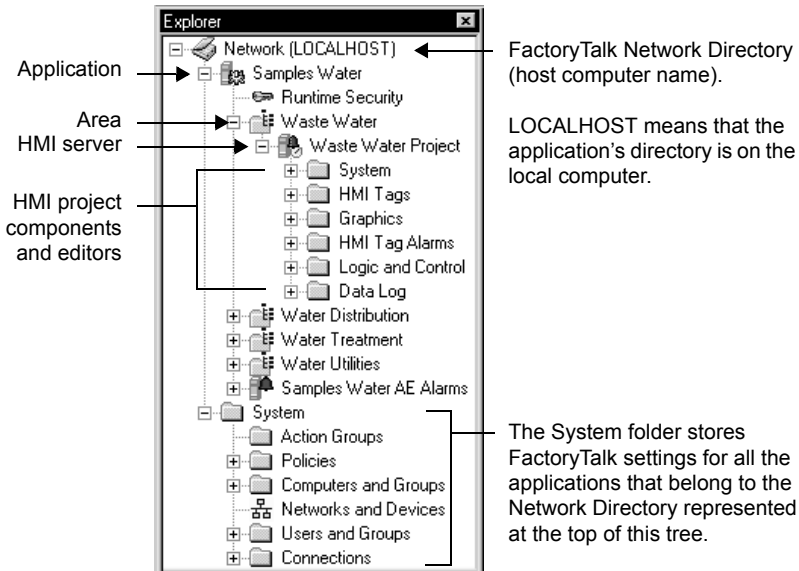 Explorer
Network (LOCALHOST)
Samples Water
Runtime Security
Waste Water
Waste Water Project
System
HMI Tags
Graphics
HMI Tag Alarms
Logic and Control
Data Log
Water Distribution
Water Treatment
Water Utilities
Samples Water AE Alarms
System
Action Groups
Policies
Computers and Groups
Networks and Devices
Users and Groups
Connections
Application
Area
HMI server
HMI project
components
and editors
FactoryTalk Network Directory
(host computer name).
LOCALHOST means that the
application's directory is on the
local computer.
The System folder stores
FactoryTalk settings for all the
applications that belong to the
Network Directory represented
at the top of this tree.